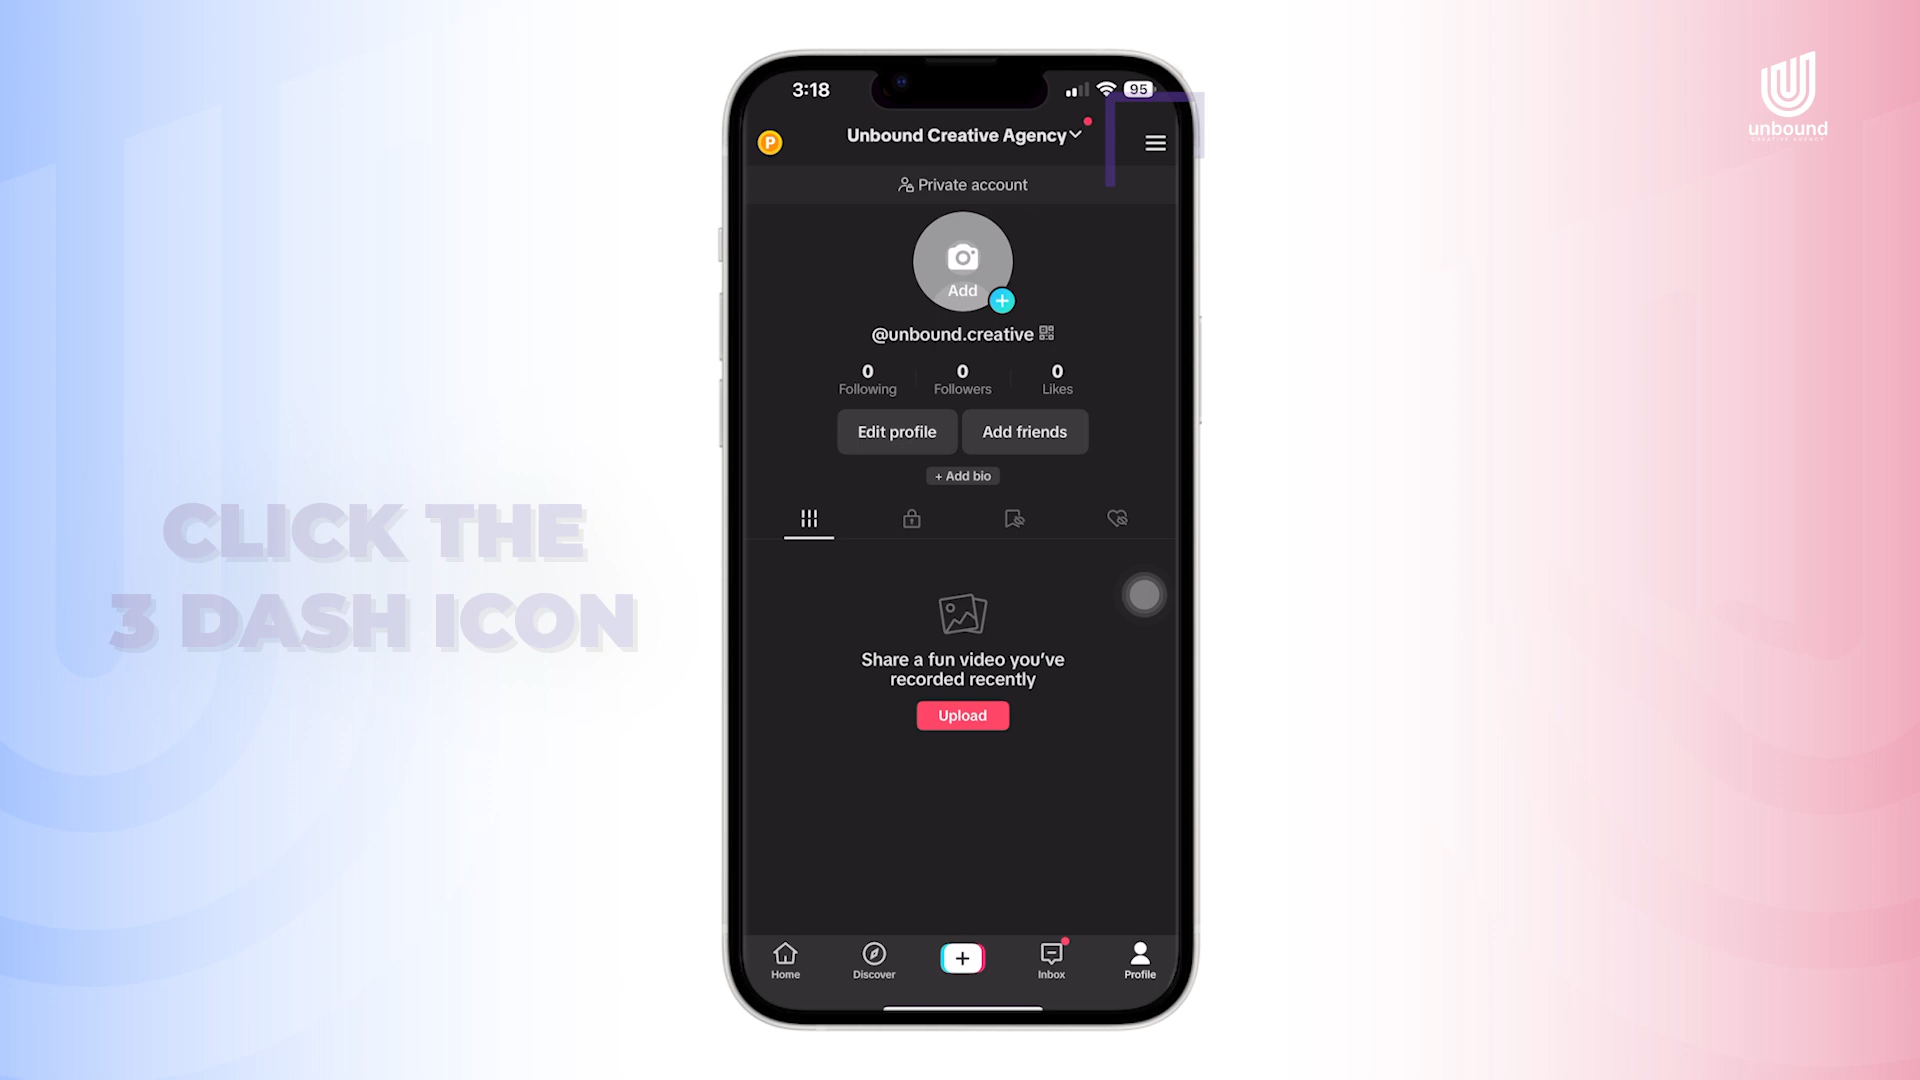 3:18
95
P
Unbound Creative Agency
Private account
Add
@unbound.creative
0
Following
0
Followers
0
Likes
Edit profile
Add friends
+ Add bio
Share a fun video you've
recorded recently
Upload
Home
Discover
Inbox
Profile
CLICK THE
3 DASH ICON
unbound
CREATIVE AGENCY